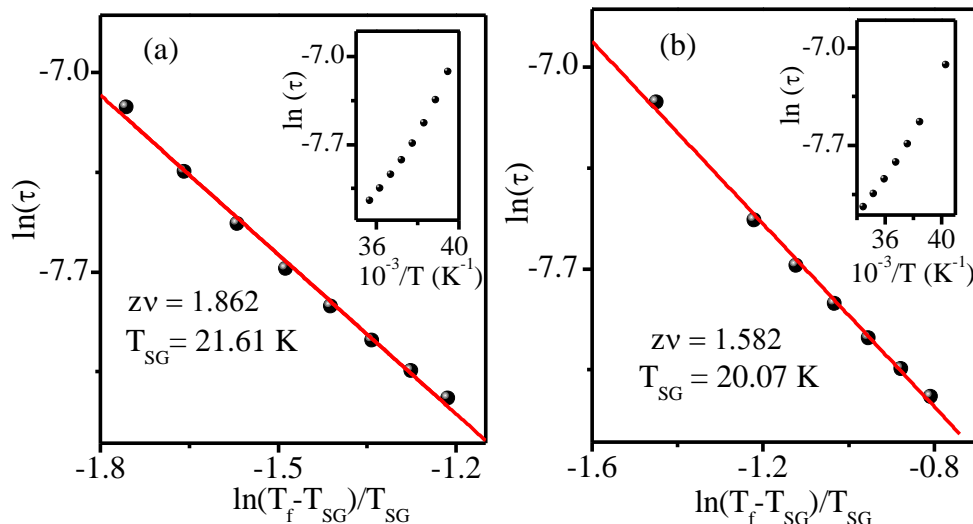 (a)
-7.0
-7.7
ln(τ)
zν = 1.862
T_SG= 21.61 K
-1.8
-1.5
-1.2
ln(T_f-T_SG)/T_SG
-7.0
-7.7
ln (τ)
36
40
10^-3/T (K^-1)
(b)
-7.0
-7.7
ln(τ)
zν = 1.582
T_SG = 20.07 K
-1.6
-1.2
-0.8
ln(T_f-T_SG)/T_SG
-7.0
-7.7
ln (τ)
36
40
10^-3/T (K^-1)